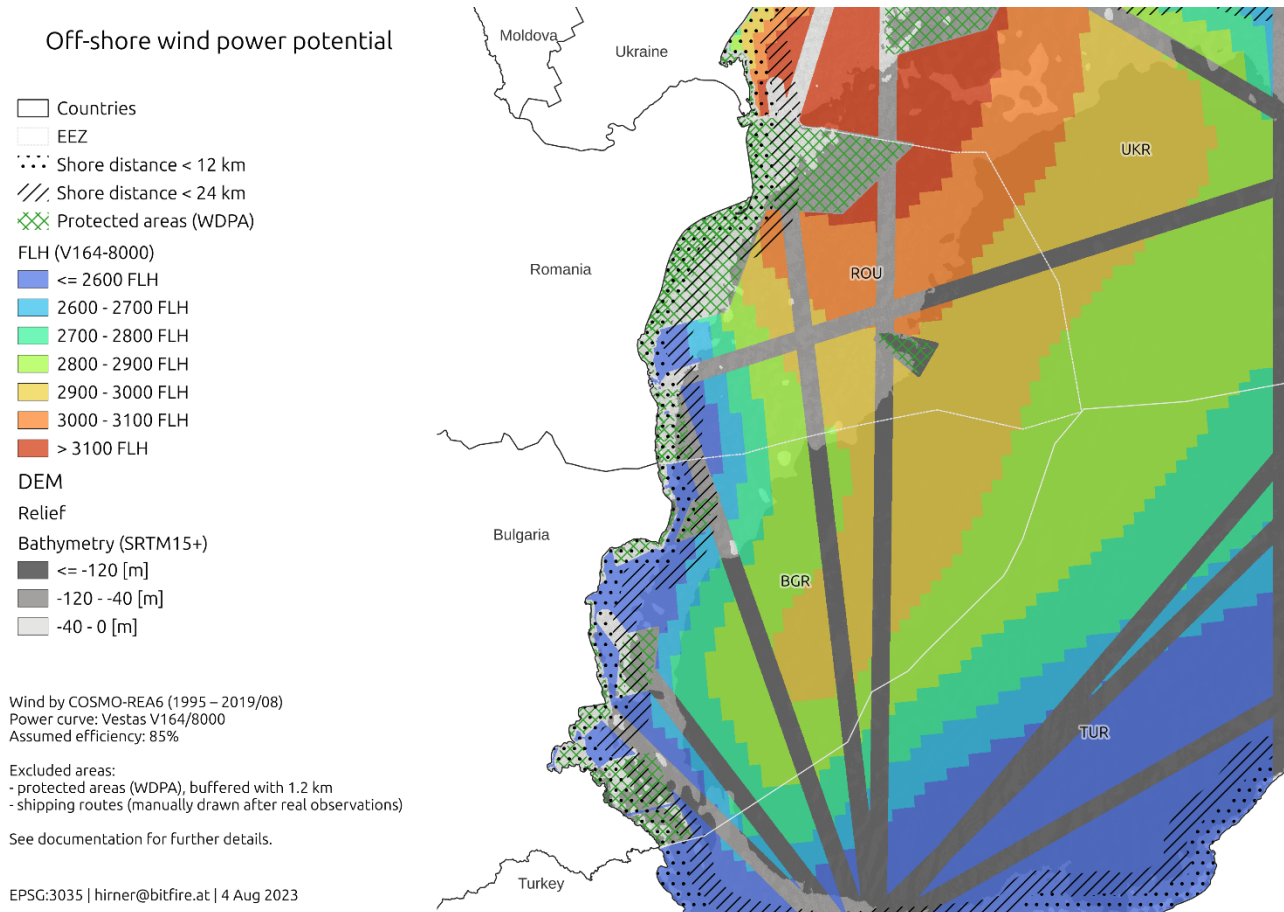 Off-shore wind power potential
Countries
EEZ
Shore distance < 12 km
Shore distance < 24 km
Protected areas (WDPA)
FLH (V164-8000)
<= 2600 FLH
2600 - 2700 FLH
2700 - 2800 FLH
2800 - 2900 FLH
2900 - 3000 FLH
3000 - 3100 FLH
> 3100 FLH
DEM
Relief
Bathymetry (SRTM15+)
<= -120 [m]
-120 - -40 [m]
-40 - 0 [m]
Wind by COSMO-REA6 (1995 – 2019/08)
Power curve: Vestas V164/8000
Assumed efficiency: 85%
Excluded areas:
- protected areas (WDPA), buffered with 1.2 km
- shipping routes (manually drawn after real observations)
See documentation for further details.
EPSG:3035 | hirner@bitfire.at | 4 Aug 2023
Moldova
Ukraine
UKR
Romania
ROU
Bulgaria
BGR
TUR
Turkey